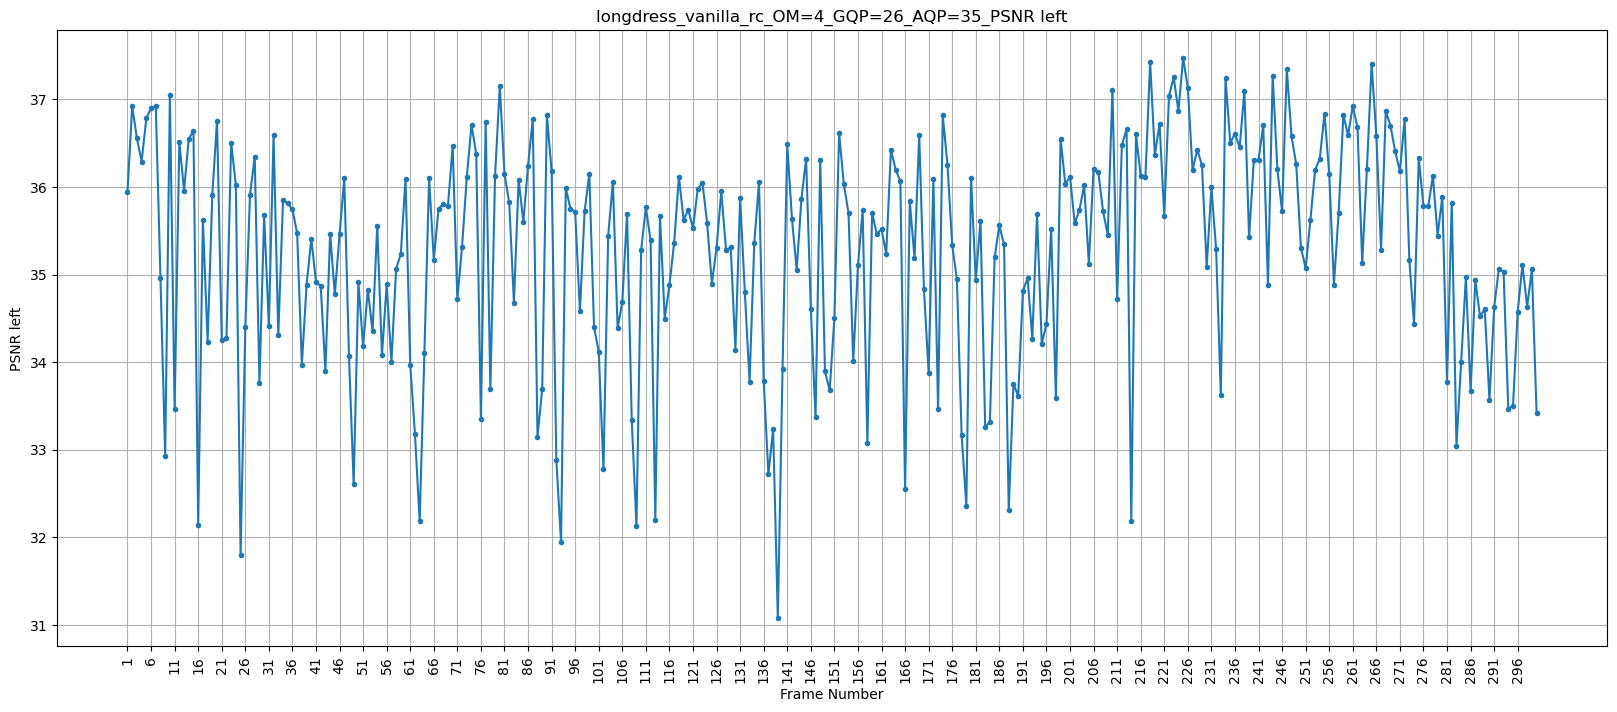 longdress_vanilla_rc_OM=4_GQP=26_AQP=35_PSNR left
PSNR left
37
36
35
34
33
32
31
1 6 11 16 21 26 31 36 41 46 51 56 61 66 71 76 81 86 91 96 101 106 111 116 121 126 131 136 141 146 151 156 161 166 171 176 181 186 191 196 201 206 211 216 221 226 231 236 241 246 251 256 261 266 271 276 281 286 291 296
Frame Number